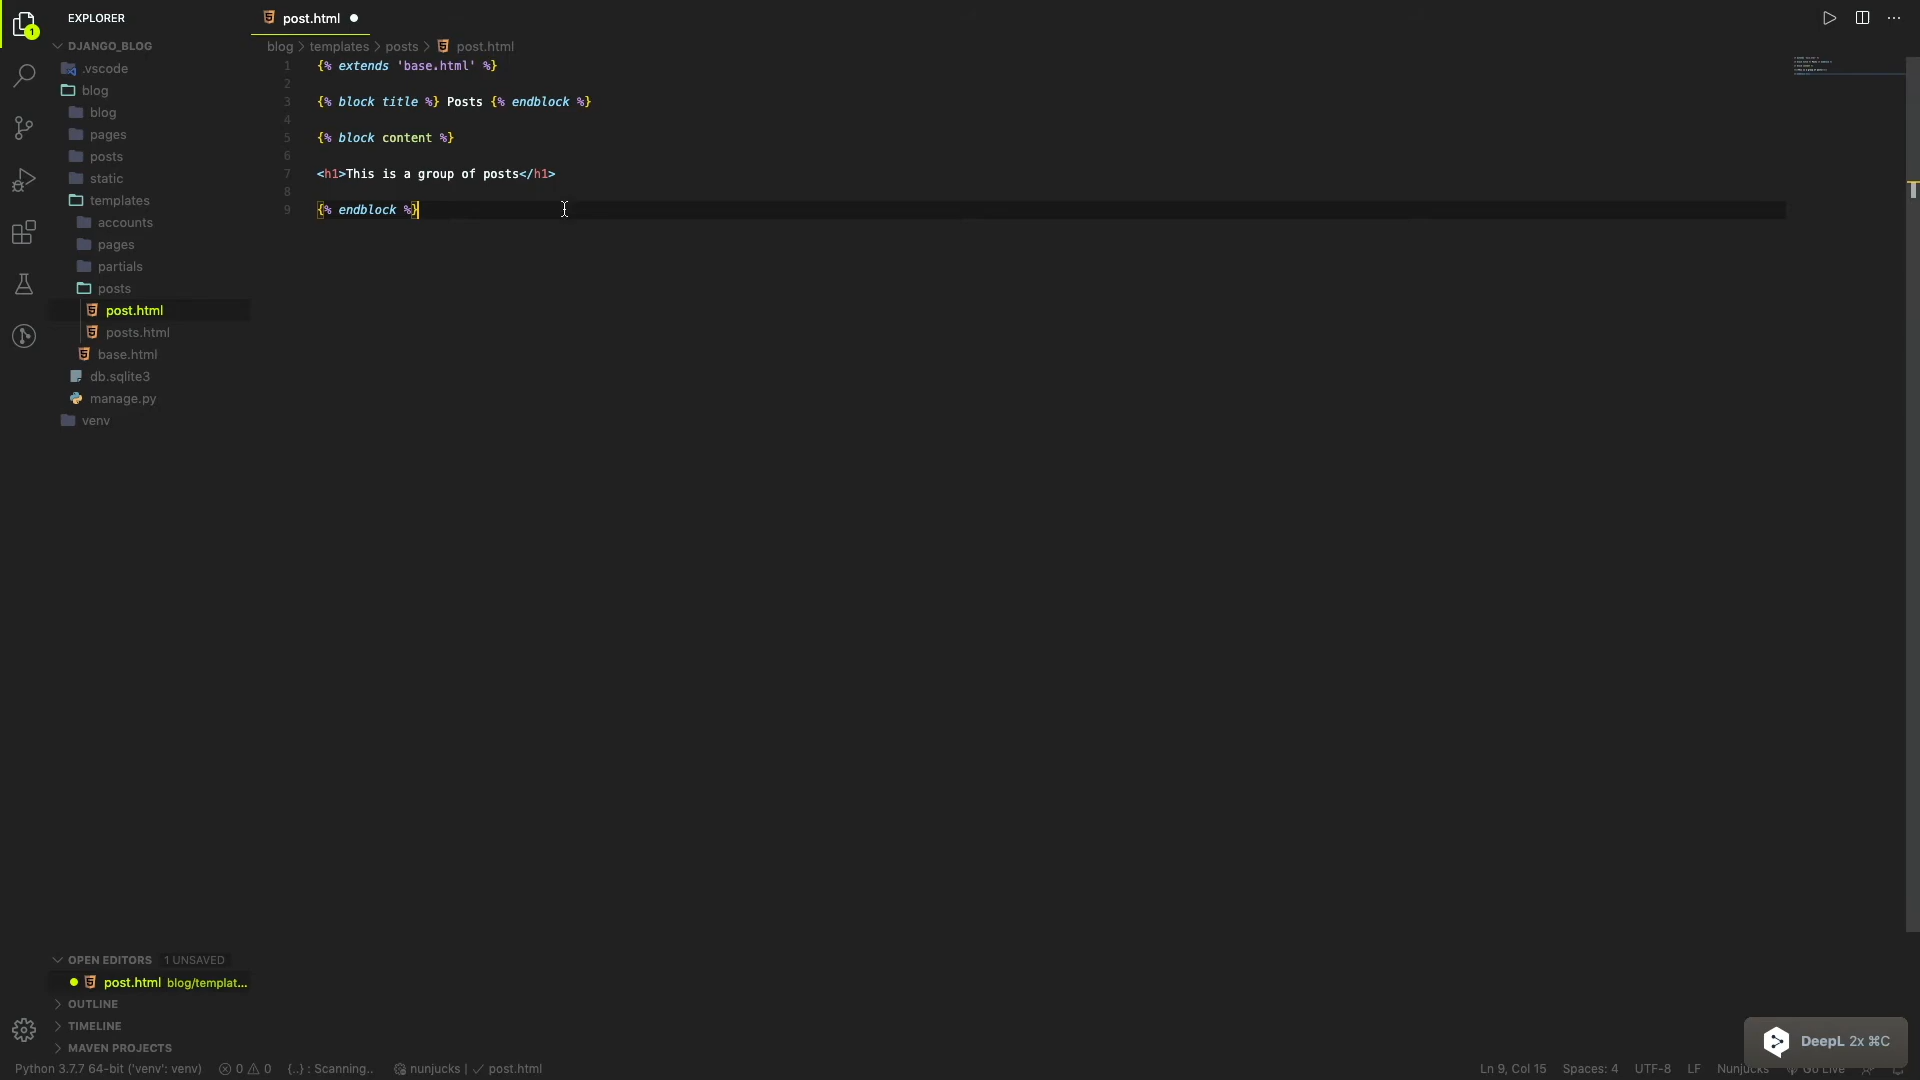 EXPLORER
1
DJANGO_BLOG
.vscode
blog
blog
pages
posts
static
templates
accounts
pages
partials
posts
post.html
posts.html
base.html
db.sqlite3
manage.py
venv
OPEN EDITORS 1 UNSAVED
post.html blog/templat...
OUTLINE
TIMELINE
MAVEN PROJECTS
post.html
blog > templates > posts > post.html
1 {% extends 'base.html' %}
2
3 {% block title %} Posts {% endblock %}
4
5 {% block content %}
6
7 <h1>This is a group of posts</h1>
8
9 {% endblock %}
DeepL 2x ⌘C
Python 3.7.7 64-bit ('venv': venv) 0 0 {..} : Scanning.. nunjucks | ✓ post.html Ln 9, Col 15 Spaces: 4 UTF-8 LF Nunjucks Go Live